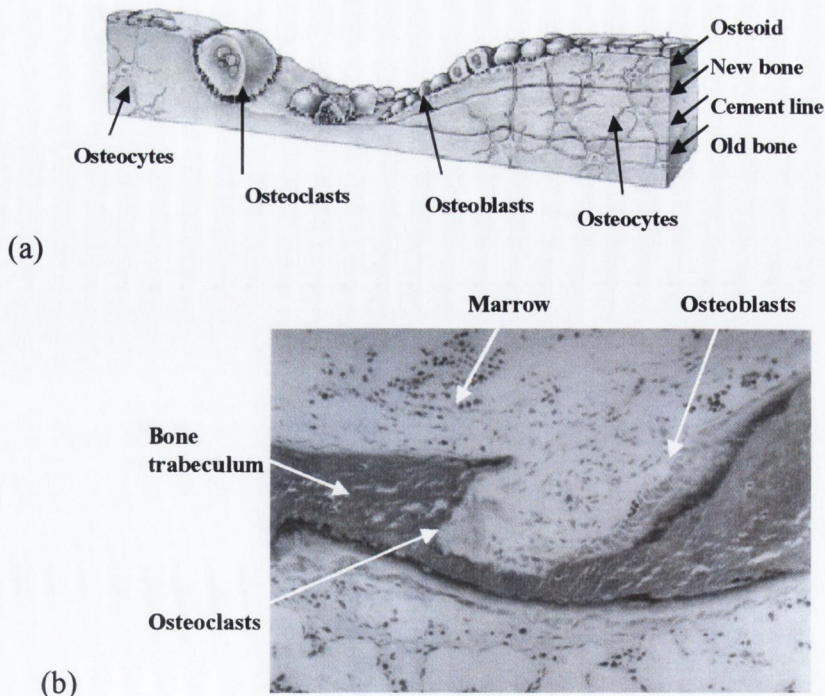 Osteoid
New bone
Cement line
Old bone
Osteocytes
Osteoclasts
Osteoblasts
Osteocytes
(a)
Marrow
Osteoblasts
Bone
trabeculum
Osteoclasts
(b)